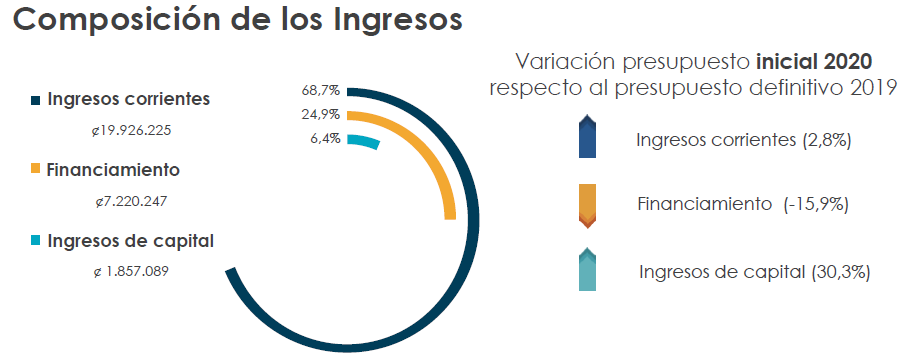 Composición de los Ingresos
Ingresos corrientes
¢19.926.225
Financiamiento
¢7.220.247
Ingresos de capital
¢ 1.857.089
68,7%
24,9%
6,4%
Variación presupuesto inicial 2020
respecto al presupuesto definitivo 2019
Ingresos corrientes (2,8%)
Financiamiento (-15,9%)
Ingresos de capital (30,3%)